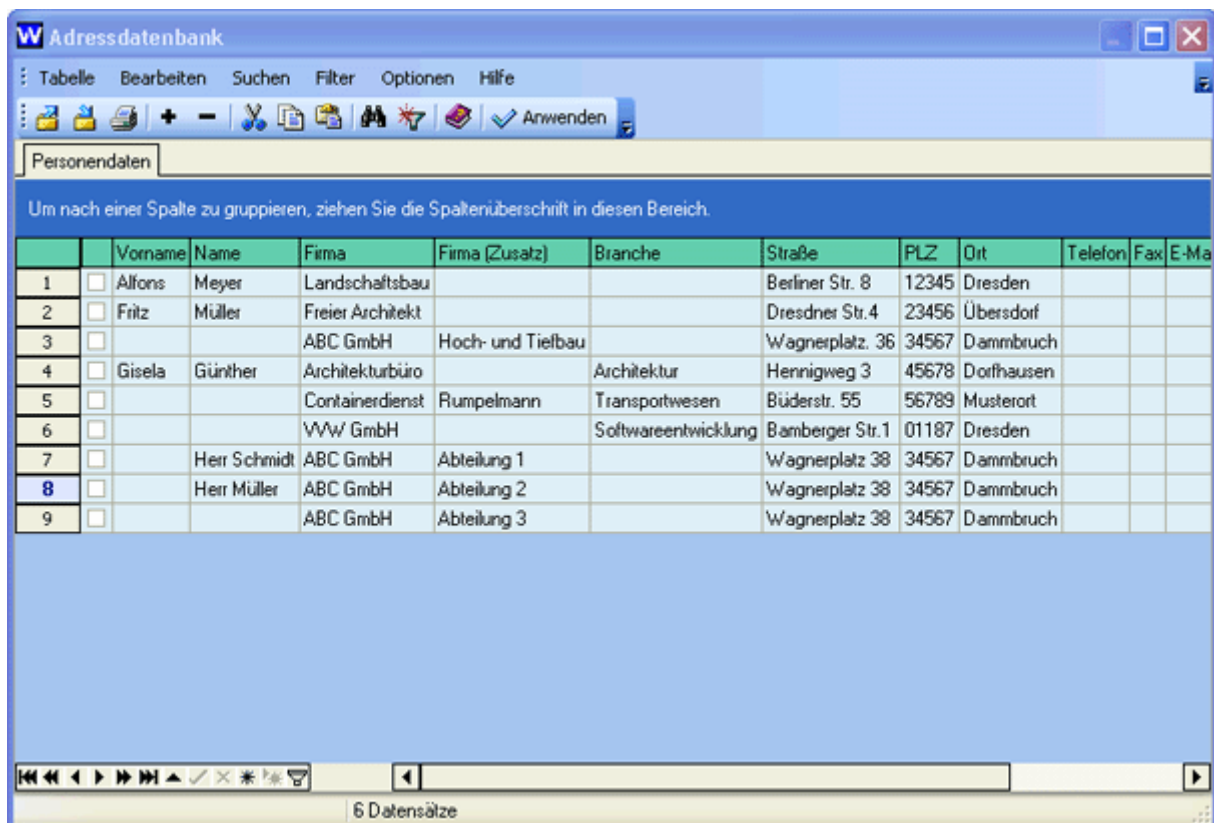 W Adressdatenbank
Tabelle Bearbeiten Suchen Filter Optionen Hilfe
Anwenden
Personendaten
Um nach einer Spalte zu gruppieren, ziehen Sie die Spaltenüberschrift in diesen Bereich.
Vorname Name Firma Firma (Zusatz) Branche Straße PLZ Ort Telefon Fax E-Ma
1 Alfons Meyer Landschaftsbau Berliner Str. 8 12345 Dresden
2 Fritz Müller Freier Architekt Dresdner Str.4 23456 Übersdorf
3 ABC GmbH Hoch- und Tiefbau Wagnerplatz. 36 34567 Dammbruch
4 Gisela Günther Architekturbüro Architektur Hennigweg 3 45678 Dorfhausen
5 Containerdienst Rumpelmann Transportwesen Büderstr. 55 56789 Musterort
6 VVW GmbH Softwareentwicklung Bamberger Str.1 01187 Dresden
7 Herr Schmidt ABC GmbH Abteilung 1 Wagnerplatz 38 34567 Dammbruch
8 Herr Müller ABC GmbH Abteilung 2 Wagnerplatz 38 34567 Dammbruch
9 ABC GmbH Abteilung 3 Wagnerplatz 38 34567 Dammbruch
6 Datensätze